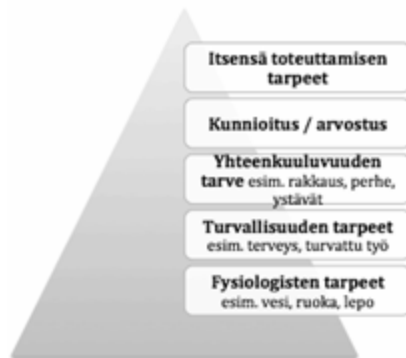 Itsensä toteuttamisen
tarpeet
Kunnioitus / arvostus
Yhteenkuuluvuuden
tarve esim. rakkaus, perhe,
ystävät
Turvallisuuden tarpeet
esim. terveys, turvattu työ
Fysiologisten tarpeet
esim. vesi, ruoka, lepo